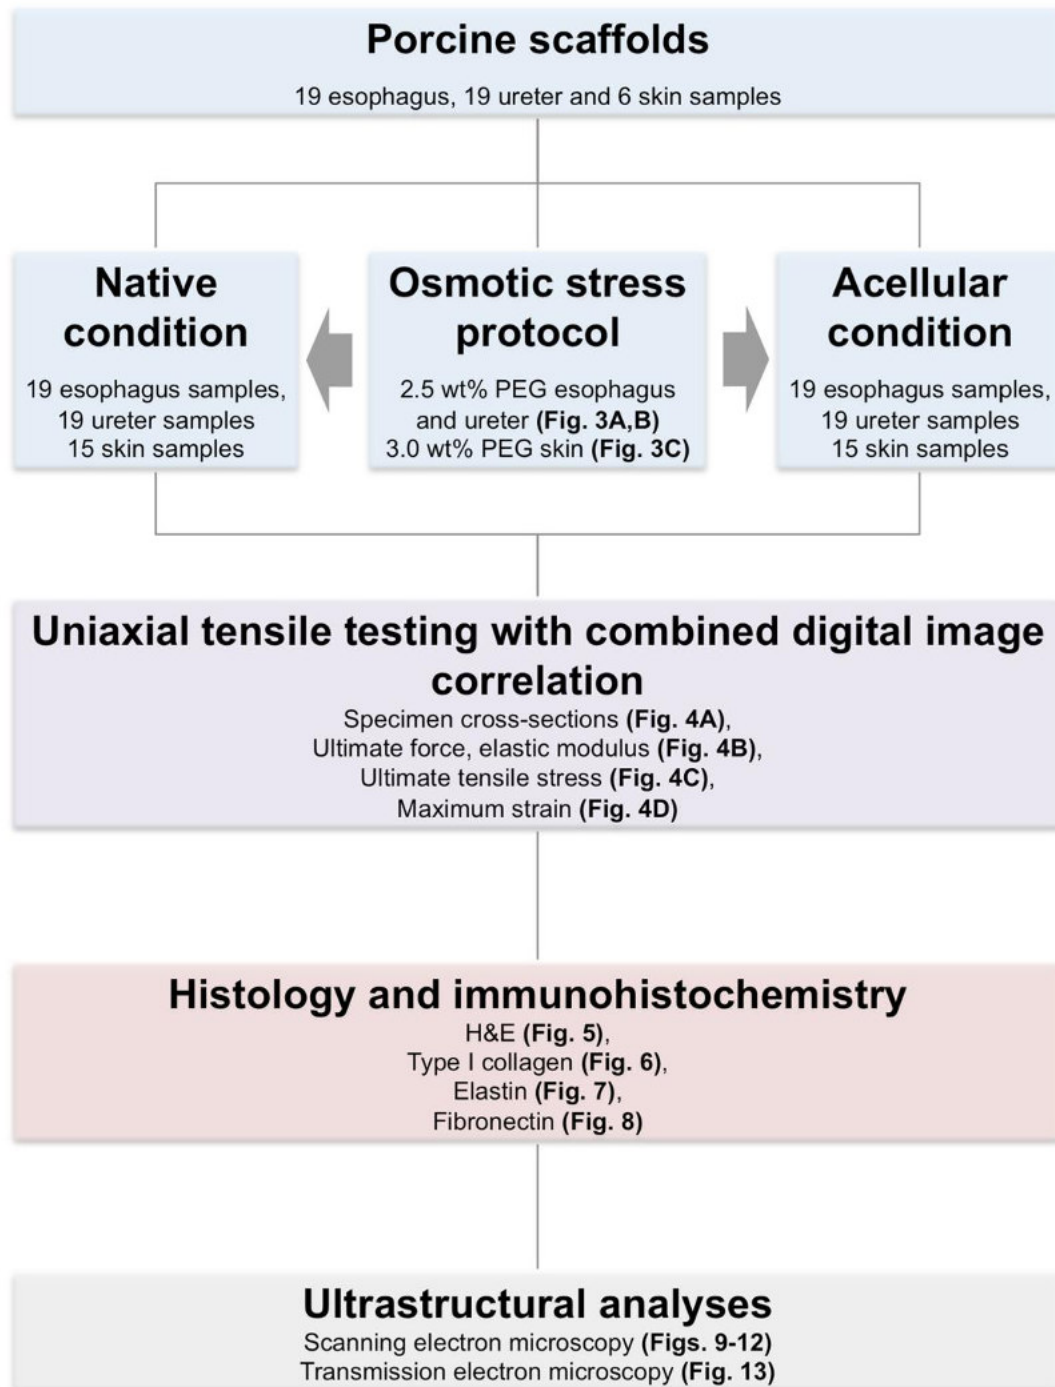 Porcine scaffolds
19 esophagus, 19 ureter and 6 skin samples
Native
condition
19 esophagus samples,
19 ureter samples
15 skin samples
Osmotic stress
protocol
2.5 wt% PEG esophagus
and ureter (Fig. 3A,B)
3.0 wt% PEG skin (Fig. 3C)
Acellular
condition
19 esophagus samples,
19 ureter samples
15 skin samples
Uniaxial tensile testing with combined digital image
correlation
Specimen cross-sections (Fig. 4A),
Ultimate force, elastic modulus (Fig. 4B),
Ultimate tensile stress (Fig. 4C),
Maximum strain (Fig. 4D)
Histology and immunohistochemistry
H&E (Fig. 5),
Type I collagen (Fig. 6),
Elastin (Fig. 7),
Fibronectin (Fig. 8)
Ultrastructural analyses
Scanning electron microscopy (Figs. 9-12)
Transmission electron microscopy (Fig. 13)